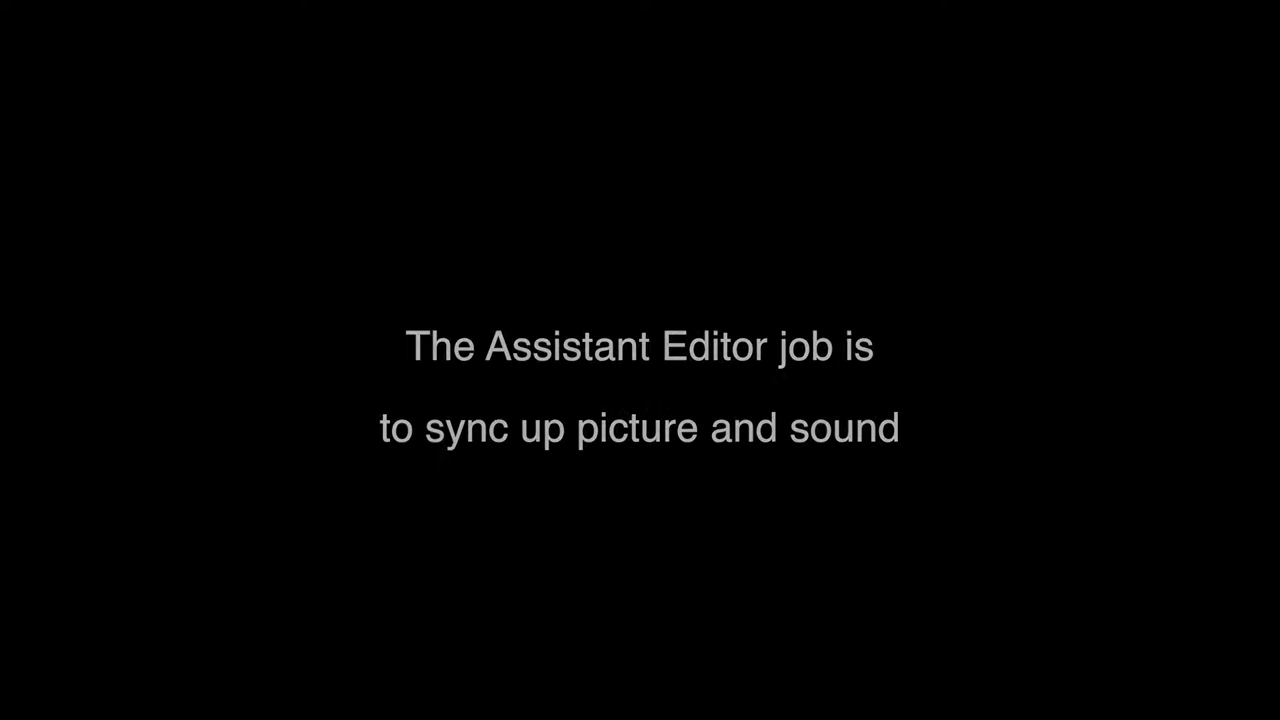 The Assistant Editor job is
to sync up picture and sound